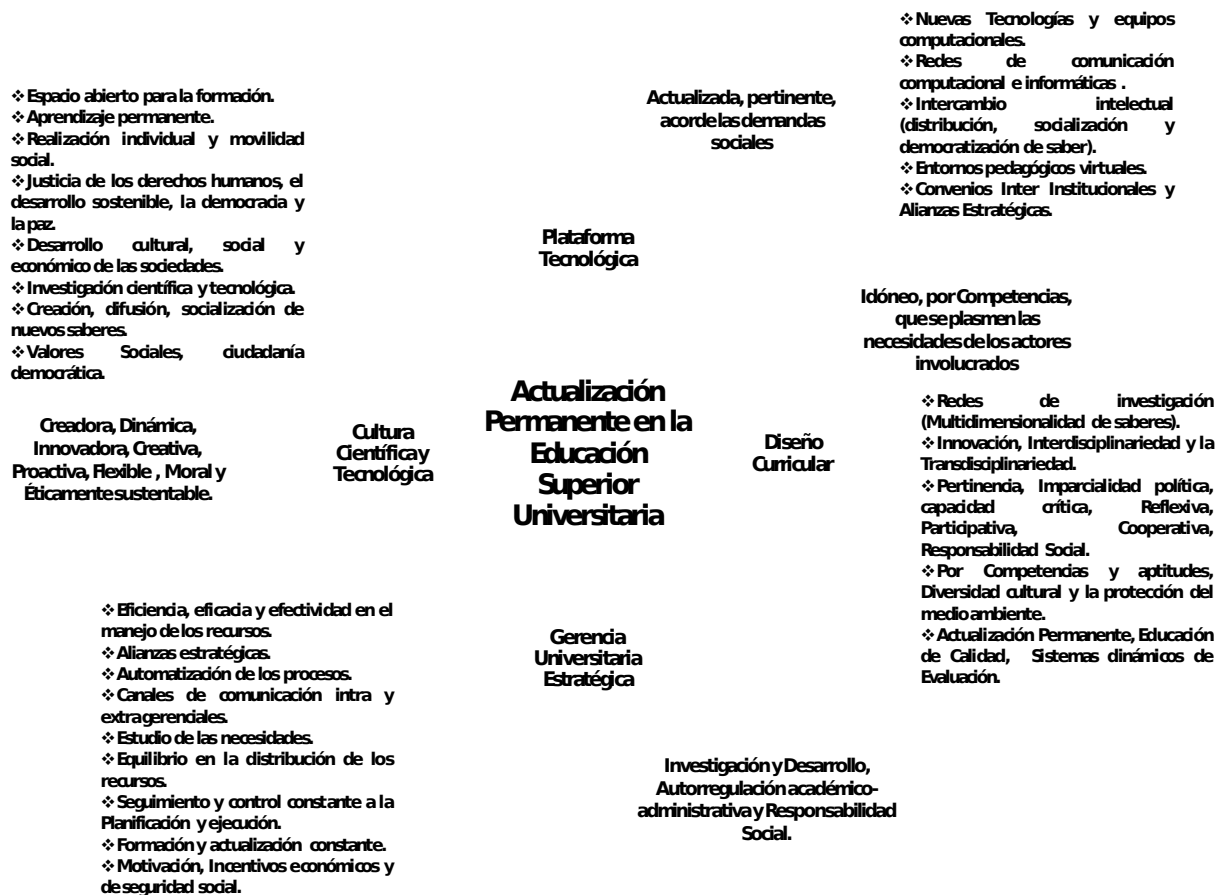 ❖Nuevas Tecnologías y equipos
computacionales.
❖Redes de comunicación
computacional e informáticas .
❖Intercambio intelectual
(distribución, socialización y
democratización de saber).
❖Entornos pedagógicos virtuales.
❖Convenios Inter Institucionales y
Alianzas Estratégicas.
Actualizada, pertinente,
acorde las demandas
sociales
❖Espacio abierto para la formación.
❖Aprendizaje permanente.
❖Realización individual y movilidad
social.
❖Justicia de los derechos humanos, el
desarrollo sostenible, la democracia y
la paz.
❖Desarrollo cultural, social y
económico de las sociedades.
❖Investigación científica y tecnológica.
❖Creación, difusión, socialización de
nuevos saberes.
❖Valores Sociales, ciudadanía
democrática.
Plataforma
Tecnológica
Idóneo, por Competencias,
que se plasmen las
necesidades de los actores
involucrados
Actualización
Permanente en la
Educación
Superior
Universitaria
Creadora, Dinámica,
Innovadora, Creativa,
Proactiva, Flexible , Moral y
Éticamente sustentable.
Cultura
Científica y
Tecnológica
Diseño
Curricular
❖Redes de investigación
(Multidimensionalidad de saberes).
❖Innovación, Interdisciplinariedad y la
Transdisciplinariedad.
❖Pertinencia, Imparcialidad política,
capacidad crítica, Reflexiva,
Participativa, Cooperativa,
Responsabilidad Social.
❖Por Competencias y aptitudes,
Diversidad cultural y la protección del
medio ambiente.
❖Actualización Permanente, Educación
de Calidad, Sistemas dinámicos de
Evaluación.
❖Eficiencia, eficacia y efectividad en el
manejo de los recursos.
❖Alianzas estratégicas.
❖Automatización de los procesos.
❖Canales de comunicación intra y
extra gerenciales.
❖Estudio de las necesidades.
❖Equilibrio en la distribución de los
recursos.
❖Seguimiento y control constante a la
Planificación y ejecución.
❖Formación y actualización constante.
❖Motivación, Incentivos económicos y
de seguridad social.
Gerencia
Universitaria
Estratégica
Investigación y Desarrollo,
Autorregulación académico-
administrativa y Responsabilidad
Social.